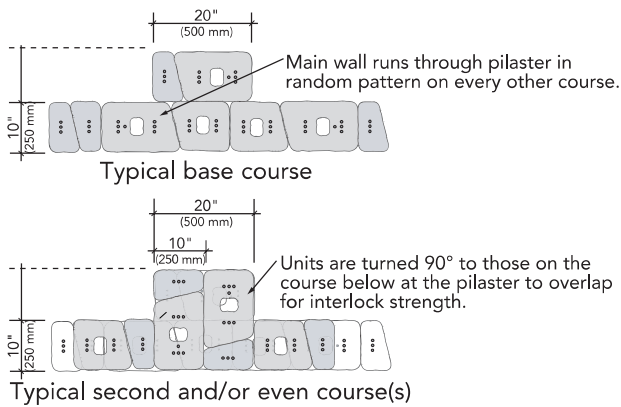 20"
(500 mm)
Main wall runs through pilaster in
random pattern on every other course.
10"
(250 mm)
Typical base course
20"
(500 mm)
10"
(250 mm)
Units are turned 90° to those on the
course below at the pilaster to overlap
for interlock strength.
10"
(250 mm)
Typical second and/or even course(s)